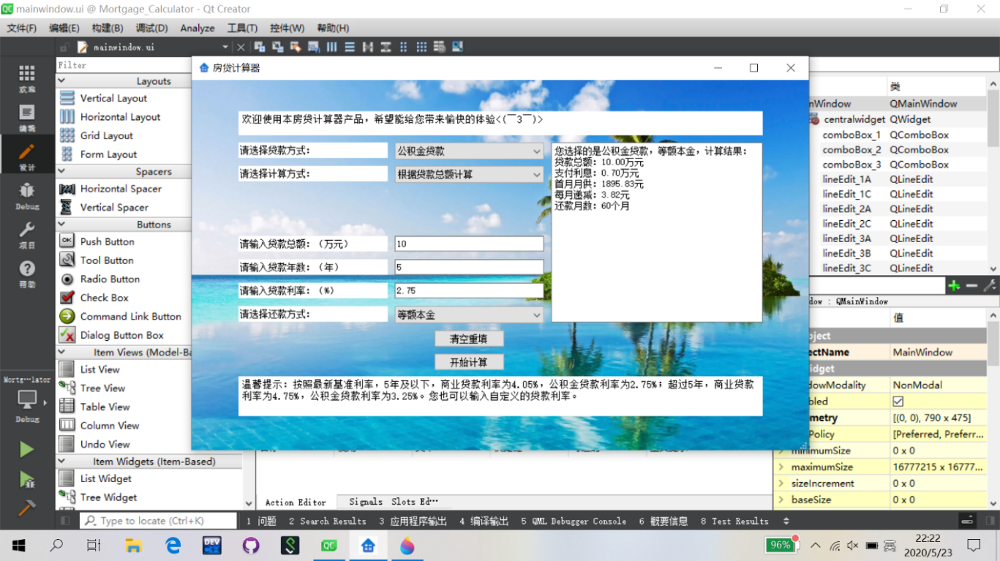 mainwindow.ui @ Mortgage_Calculator - Qt Creator
文件(F) 编辑(E) 构建(B) 调试(D) Analyze 工具(T) 控件(W) 帮助(H)
mainwindow.ui
Filter
欢迎
编辑
设计
Debug
项目
帮助
Layouts
Vertical Layout
Horizontal Layout
Grid Layout
Form Layout
Spacers
Horizontal Spacer
Vertical Spacer
Buttons
OK Push Button
Tool Button
Radio Button
Check Box
Command Link Button
Dialog Button Box
Item Views (Model-Ba
List View
Tree View
Table View
Column View
Undo View
Item Widgets (Item-Based)
List Widget
Tree Widget
Mortg…lator
Debug
房贷计算器
欢迎使用本房贷计算器产品，希望能给您带来愉快的体验<(￣3￣)>
请选择贷款方式： 公积金贷款
请选择计算方式： 根据贷款总额计算
请输入贷款总额：（万元） 10
请输入贷款年数：（年） 5
请输入贷款利率：（%） 2.75
请选择还款方式： 等额本金
您选择的是公积金贷款，等额本金，计算结果：
贷款总额：10.00万元
支付利息：0.70万元
首月月供：1895.83元
每月递减：3.82元
还款月数：60个月
清空重填
开始计算
温馨提示：按照最新基准利率，5年及以下，商业贷款利率为4.05%，公积金贷款利率为2.75%；超过5年，商业贷款
利率为4.75%，公积金贷款利率为3.25%。您也可以输入自定义的贷款利率。
类
nWindow QMainWindow
centralwidget QWidget
comboBox_1 QComboBox
comboBox_2 QComboBox
comboBox_3 QComboBox
lineEdit_1A QLineEdit
lineEdit_1C QLineEdit
lineEdit_2A QLineEdit
lineEdit_2C QLineEdit
lineEdit_3A QLineEdit
lineEdit_3B QLineEdit
lineEdit_3C QLineEdit
dow : QMainWindow
值
bject
ectName MainWindow
idget
dowModality NonModal
bled
metry [(0, 0), 790 x 475]
Policy [Preferred, Preferr...
minimumSize 0 x 0
maximumSize 16777215 x 16777...
sizeIncrement 0 x 0
baseSize 0 x 0
Action Editor Signals Slots Ed…
Type to locate (Ctrl+K) 1 问题 2 Search Results 3 应用程序输出 4 编译输出 5 QML Debugger Console 6 概要信息 8 Test Results
DEV
C++
QC
96%
22:22
2020/5/23